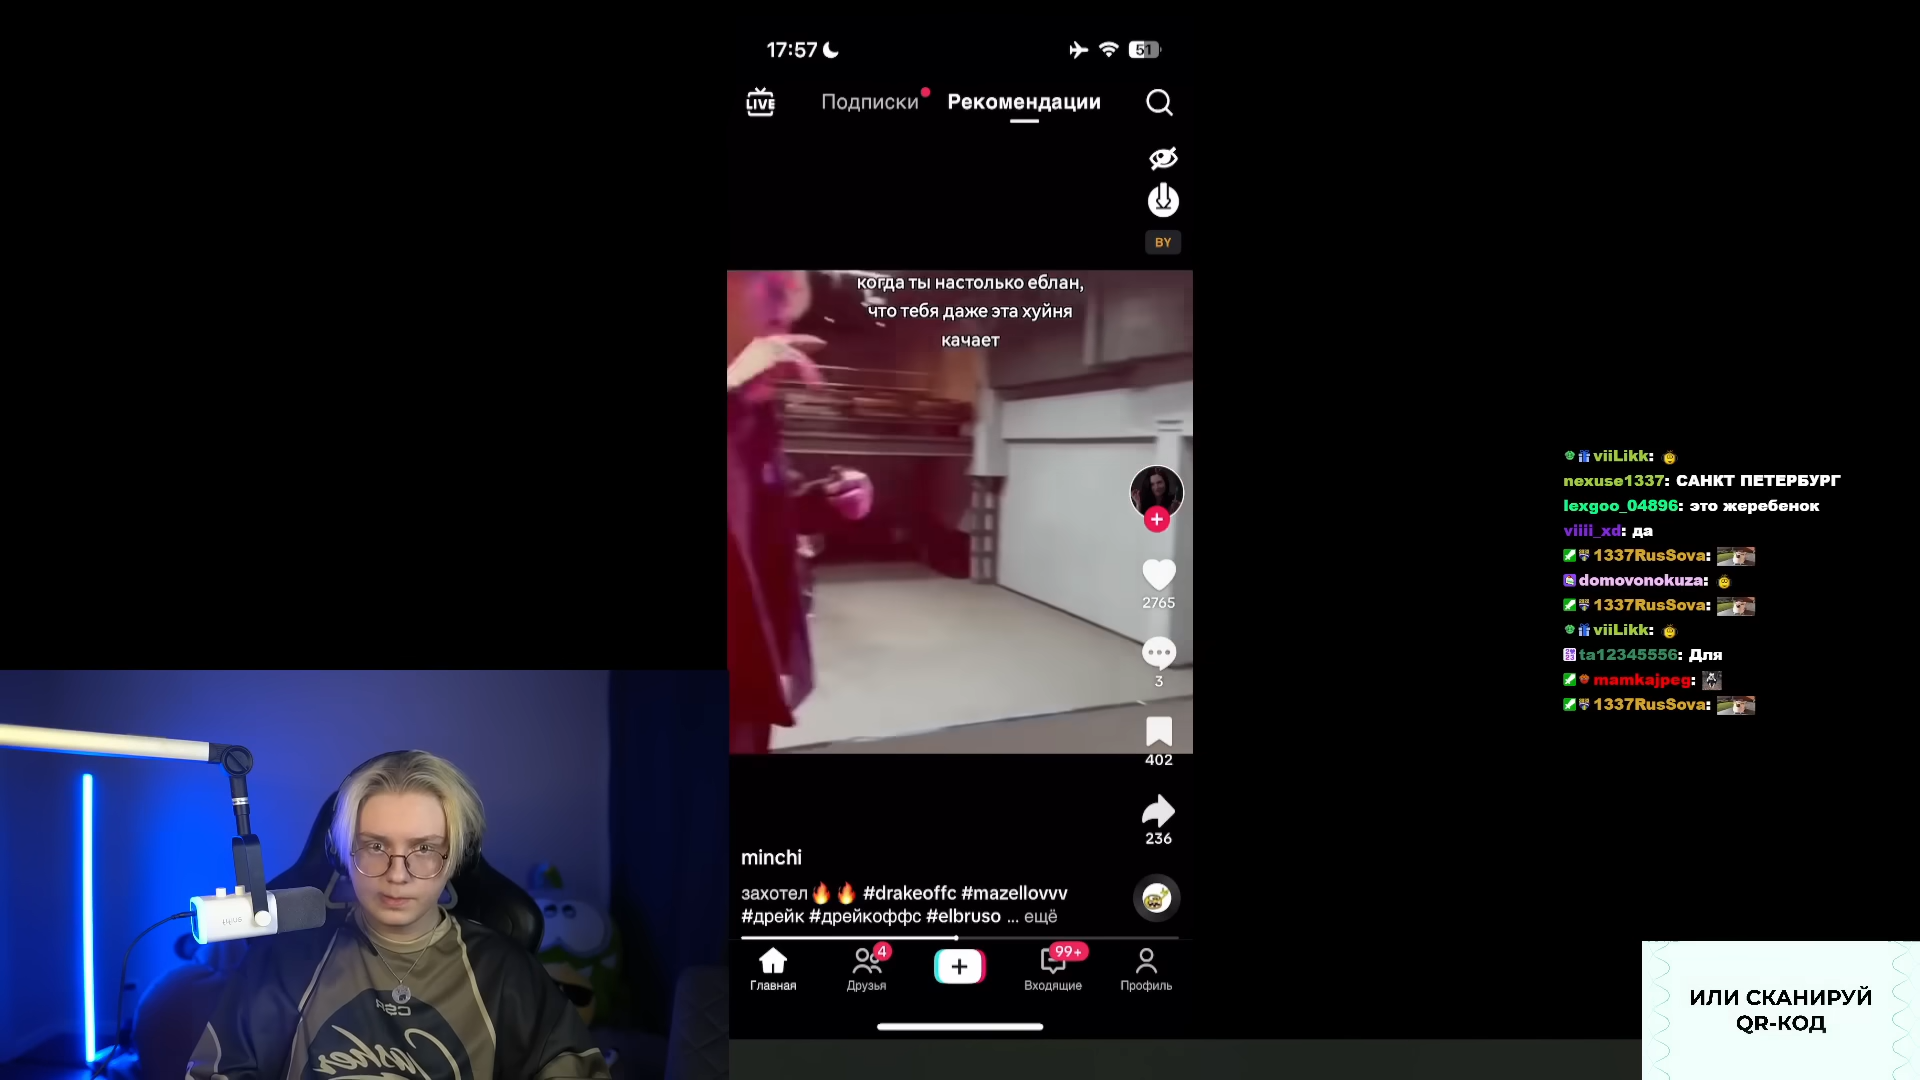 17:57
51
LIVE
Подписки
Рекомендации
BY
когда ты настолько еблан,
что тебя даже эта хуйня
качает
2765
3
402
236
minchi
захотел🔥🔥 #drakeoffc #mazellovvv
#дрейк #дрейкоффс #elbruso ... ещё
Главная
4
Друзья
99+
Входящие
Профиль
viiLikk:
nexuse1337: САНКТ ПЕТЕРБУРГ
lexgoo_04896: это жеребенок
viiii_xd: да
1337RusSova:
domovonokuza:
1337RusSova:
viiLikk:
ta12345556: Для
mamkajpeg:
1337RusSova:
ИЛИ СКАНИРУЙ
QR-КОД